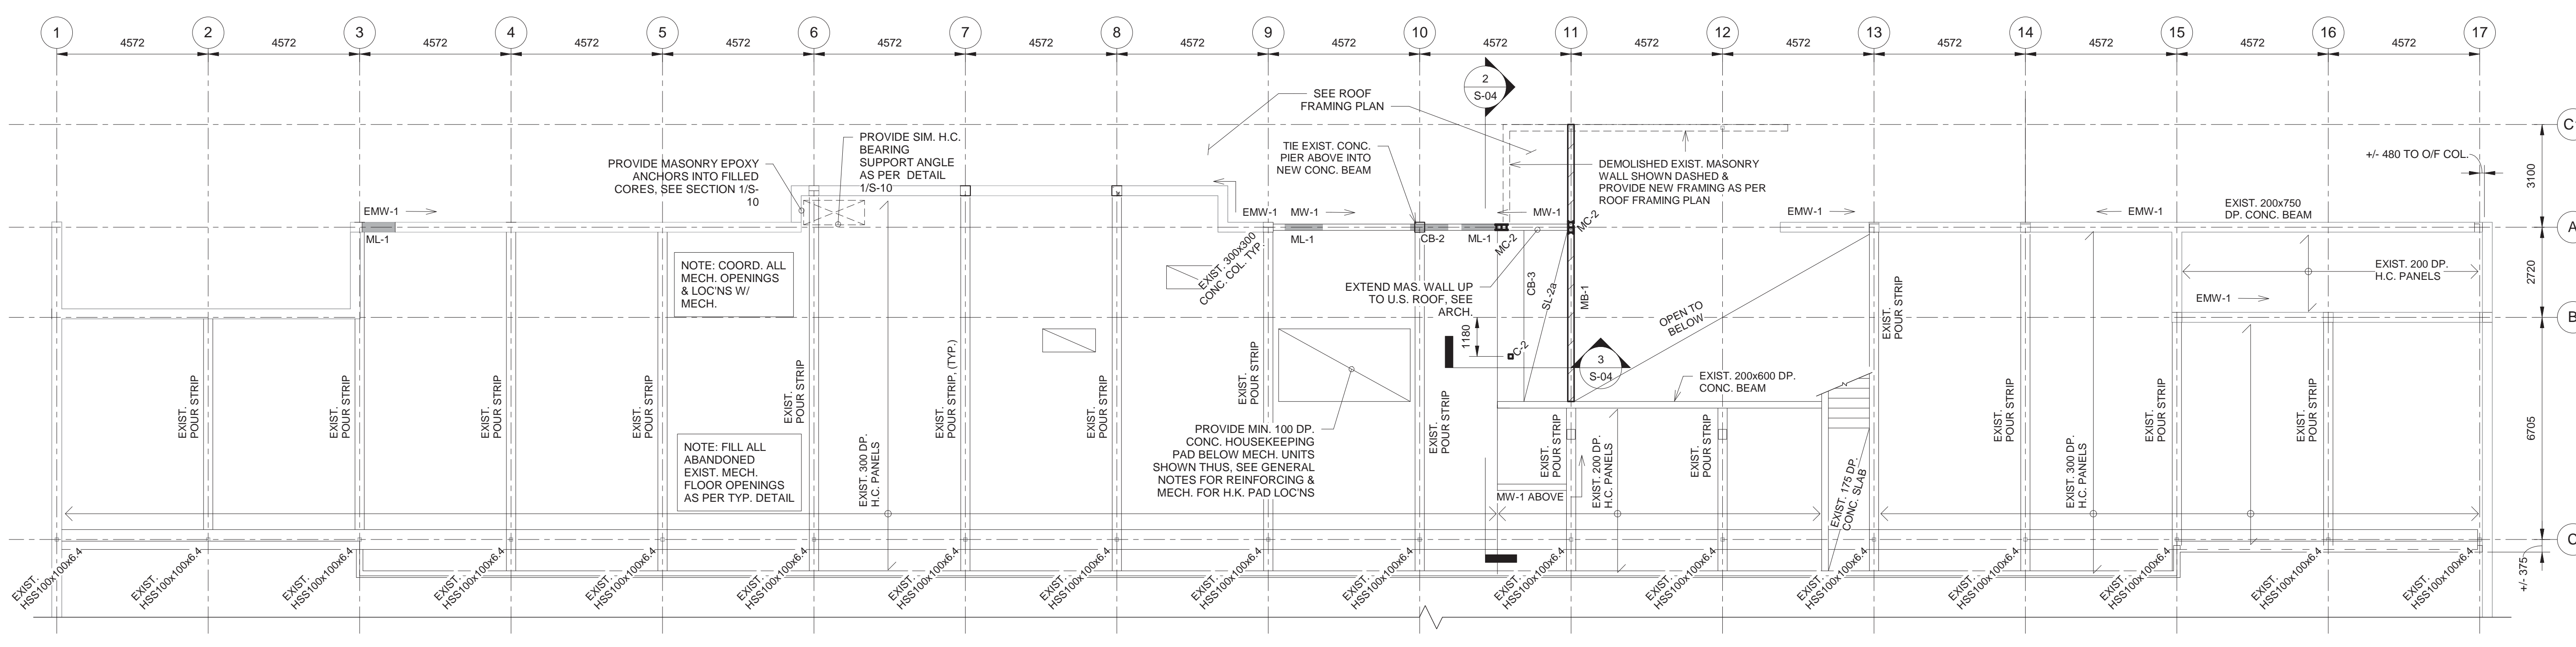 1 2 3 4 5 6 7 8 9 10 11 12 13 14 15 16 17
4572 4572 4572 4572 4572 4572 4572 4572 4572 4572 4572 4572 4572 4572 4572 4572
2
S-04
SEE ROOF
FRAMING PLAN
PROVIDE MASONRY EPOXY
ANCHORS INTO FILLED
CORES, SEE SECTION 1/S-
10
PROVIDE SIM. H.C.
BEARING
SUPPORT ANGLE
AS PER DETAIL
1/S-10
TIE EXIST. CONC.
PIER ABOVE INTO
NEW CONC. BEAM
DEMOLISHED EXIST. MASONRY
WALL SHOWN DASHED &
PROVIDE NEW FRAMING AS PER
ROOF FRAMING PLAN
+/- 480 TO O/F COL.
3100
EXIST. 200x750
DP. CONC. BEAM
EMW-1
ML-1
EMW-1
MW-1
ML-1
CB-2
ML-1
MC-2
MW-1
MC-2
EMW-1
EMW-1
A
NOTE: COORD. ALL
MECH. OPENINGS
& LOC'NS W/
MECH.
EXIST. 300x300
CONC. COL. TYP.
EXTEND MAS. WALL UP
TO U.S. ROOF, SEE
ARCH.
CB-3
SL-2a
MB-1
OPEN TO
BELOW
EXIST.
POUR STRIP
EXIST. 200 DP.
H.C. PANELS
EMW-1
2720
B
1180
C-2
3
S-04
EXIST. 200x600 DP.
CONC. BEAM
EXIST.
POUR STRIP
EXIST.
POUR STRIP
EXIST.
POUR STRIP
EXIST.
POUR STRIP
EXIST.
POUR STRIP
EXIST.
POUR STRIP, (TYP.)
EXIST.
POUR STRIP
EXIST.
POUR STRIP
EXIST.
POUR STRIP
EXIST.
POUR STRIP
EXIST.
POUR STRIP
EXIST.
POUR STRIP
EXIST.
POUR STRIP
EXIST.
POUR STRIP
NOTE: FILL ALL
ABANDONED
EXIST. MECH.
FLOOR OPENINGS
AS PER TYP. DETAIL
EXIST. 300 DP.
H.C. PANELS
PROVIDE MIN. 100 DP.
CONC. HOUSEKEEPING
PAD BELOW MECH. UNITS
SHOWN THUS, SEE GENERAL
NOTES FOR REINFORCING &
MECH. FOR H.K. PAD LOC'NS
MW-1 ABOVE
EXIST. 200 DP.
H.C. PANELS
EXIST. 175 DP.
CONC. SLAB
EXIST. 300 DP.
H.C. PANELS
6705
+/- 375
EXIST.
HSS100x100x6.4
EXIST.
HSS100x100x6.4
EXIST.
HSS100x100x6.4
EXIST.
HSS100x100x6.4
EXIST.
HSS100x100x6.4
EXIST.
HSS100x100x6.4
EXIST.
HSS100x100x6.4
EXIST.
HSS100x100x6.4
EXIST.
HSS100x100x6.4
EXIST.
HSS100x100x6.4
EXIST.
HSS100x100x6.4
EXIST.
HSS100x100x6.4
EXIST.
HSS100x100x6.4
EXIST.
HSS100x100x6.4
EXIST.
HSS100x100x6.4
EXIST.
HSS100x100x6.4
EXIST.
HSS100x100x6.4